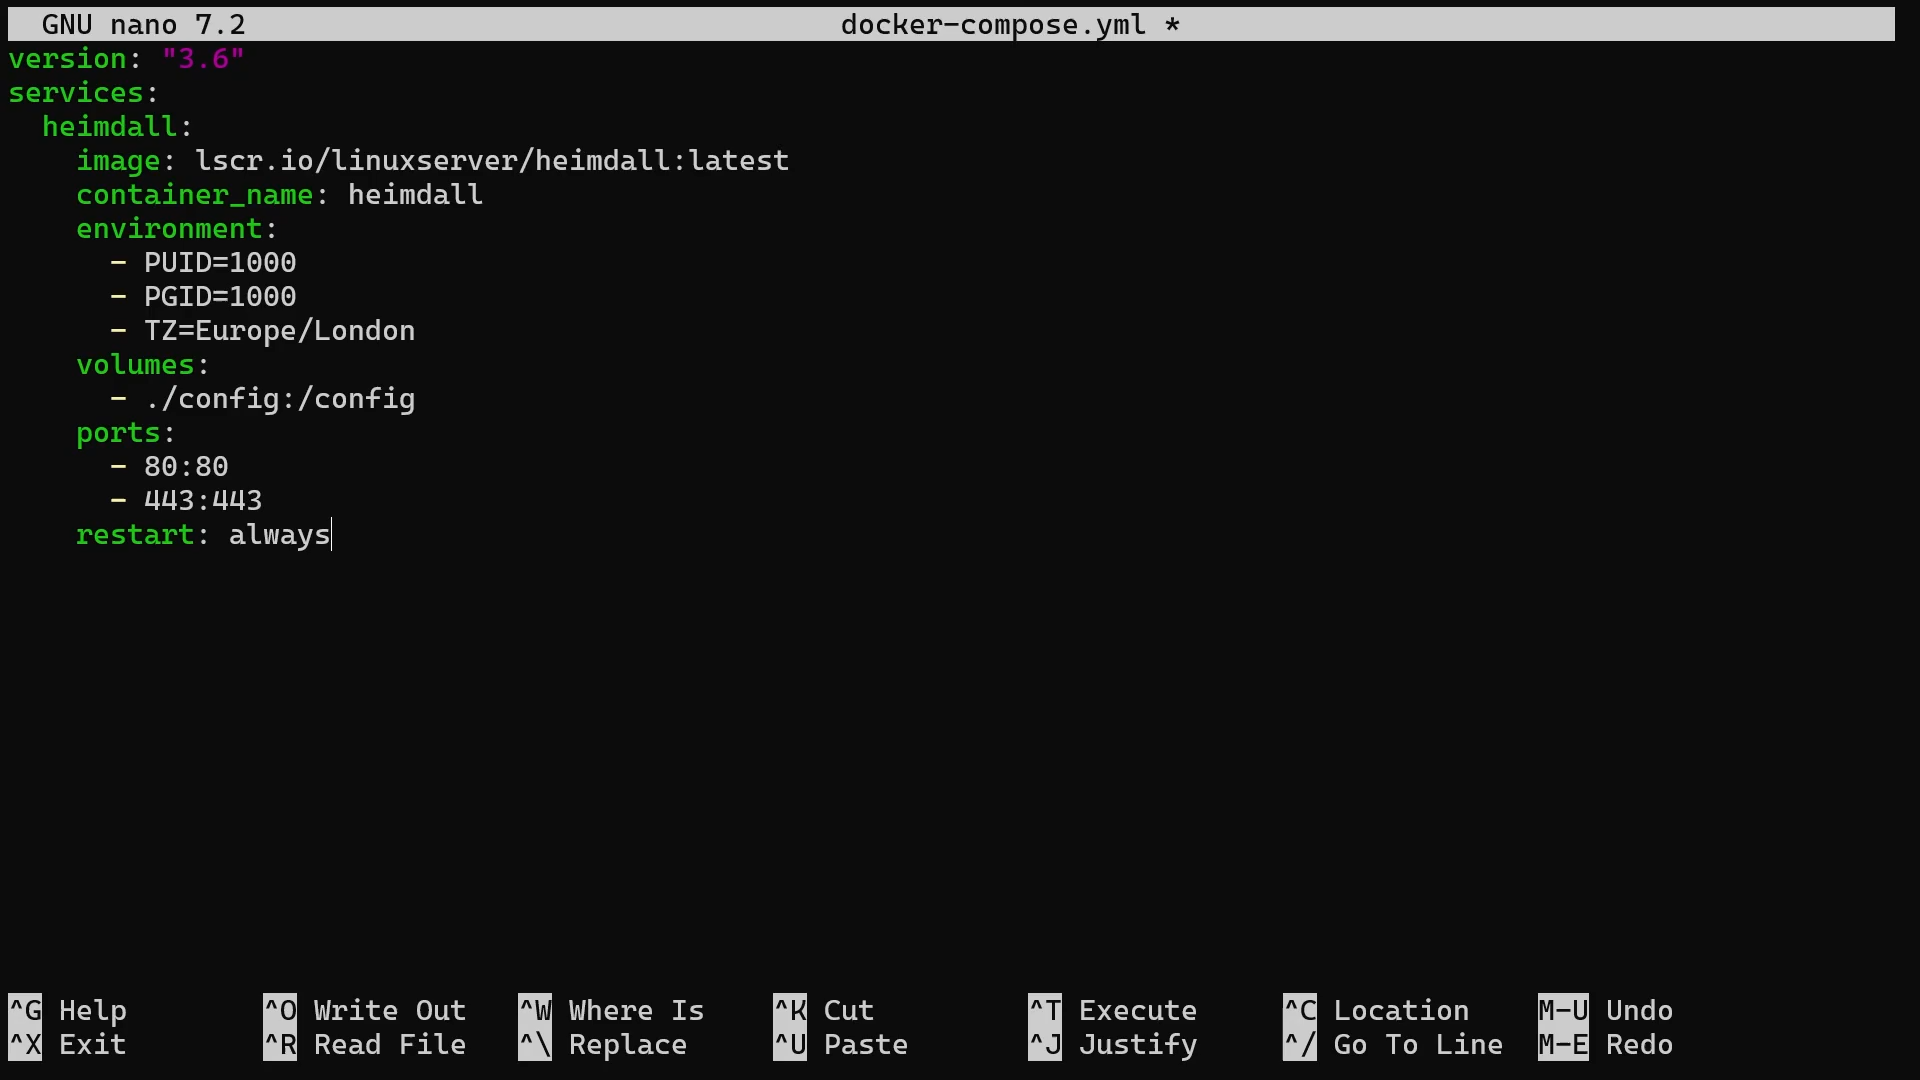 GNU nano 7.2 docker-compose.yml *
version: "3.6"
services:
  heimdall:
    image: lscr.io/linuxserver/heimdall:latest
    container_name: heimdall
    environment:
      - PUID=1000
      - PGID=1000
      - TZ=Europe/London
    volumes:
      - ./config:/config
    ports:
      - 80:80
      - 443:443
    restart: always
^G Help ^O Write Out ^W Where Is ^K Cut ^T Execute ^C Location M-U Undo
^X Exit ^R Read File ^\ Replace ^U Paste ^J Justify ^/ Go To Line M-E Redo